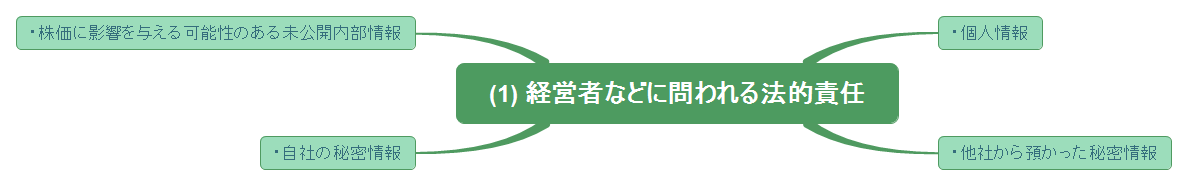 ・株価に影響を与える可能性のある未公開内部情報
・個人情報
(1) 経営者などに問われる法的責任
・自社の秘密情報
・他社から預かった秘密情報